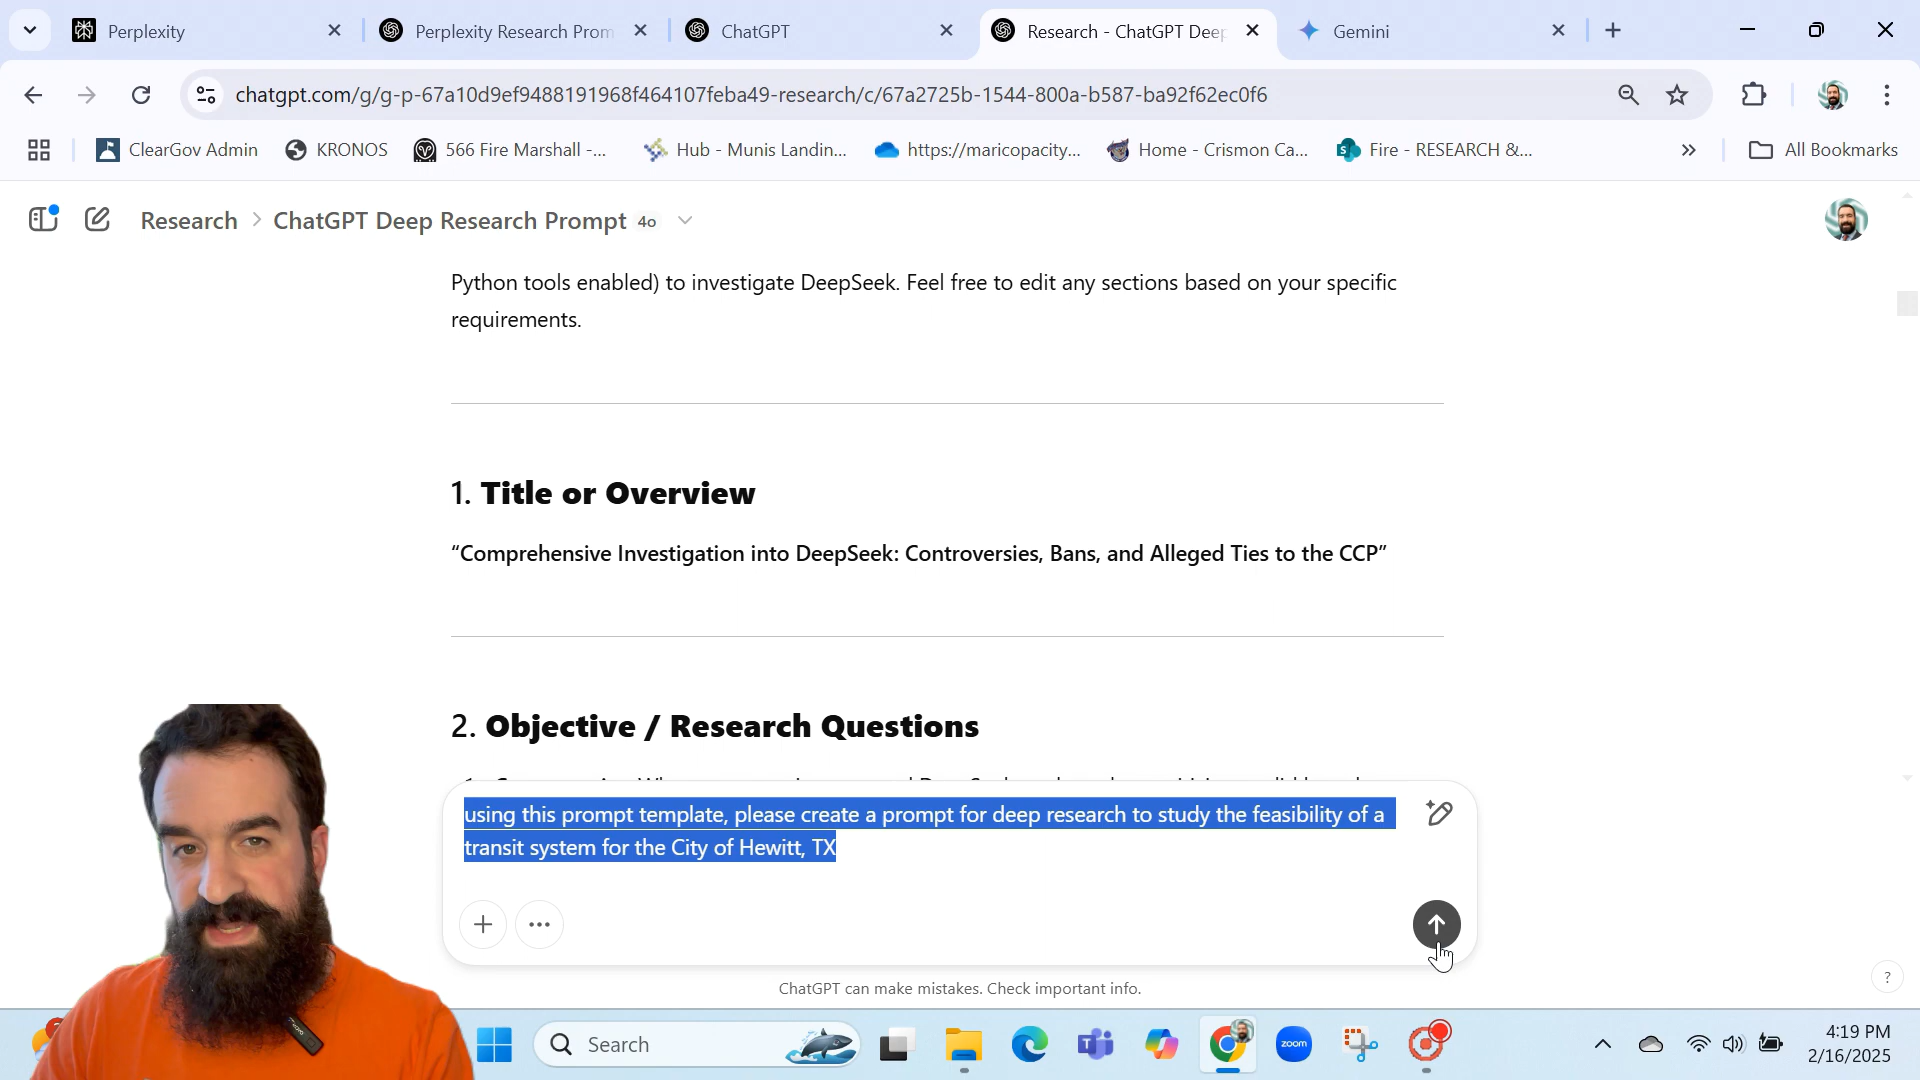 Perplexity
Perplexity Research Prom
ChatGPT
Research - ChatGPT Deep
Gemini
chatgpt.com/g/g-p-67a10d9ef9488191968f464107feba49-research/c/67a2725b-1544-800a-b587-ba92f62ec0f6
ClearGov Admin
KRONOS
566 Fire Marshall -...
Hub - Munis Landin...
https://maricopacity...
Home - Crismon Ca...
Fire - RESEARCH &...
All Bookmarks
Research > ChatGPT Deep Research Prompt 4o
Python tools enabled) to investigate DeepSeek. Feel free to edit any sections based on your specific
requirements.
1. Title or Overview
“Comprehensive Investigation into DeepSeek: Controversies, Bans, and Alleged Ties to the CCP”
2. Objective / Research Questions
using this prompt template, please create a prompt for deep research to study the feasibility of a
transit system for the City of Hewitt, TX
ChatGPT can make mistakes. Check important info.
?
Search
zoom
4:19 PM
2/16/2025